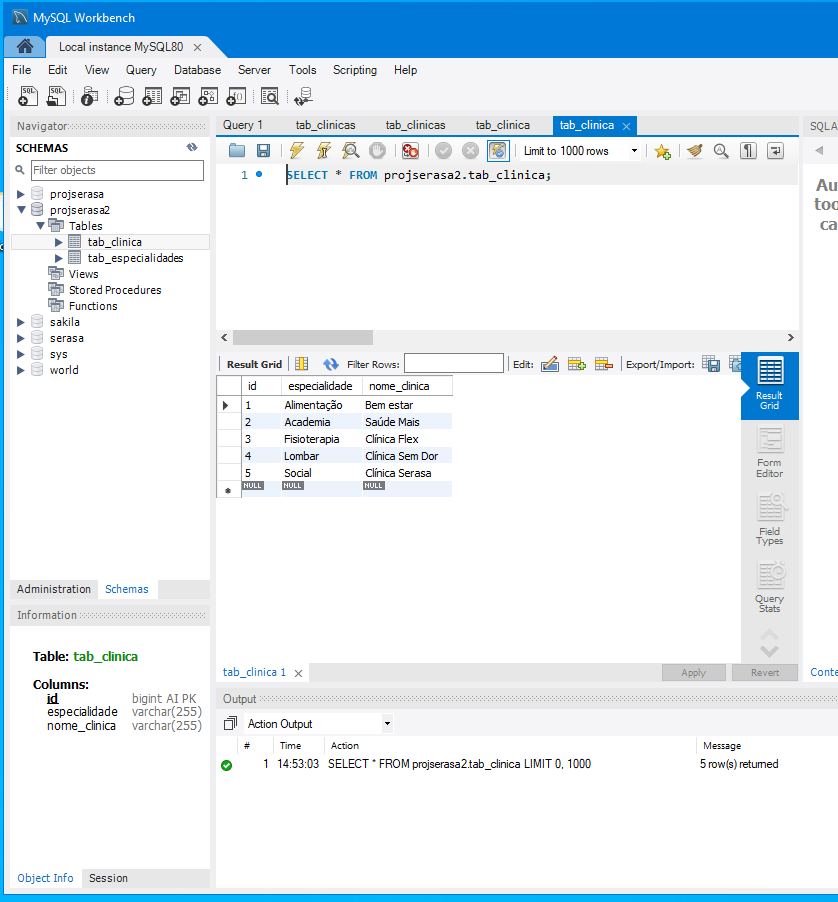 MySQL Workbench
Local instance MySQL80
File Edit View Query Database Server Tools Scripting Help
Navigator
SCHEMAS
Filter objects
projserasa
projserasa2
Tables
tab_clinica
tab_especialidades
Views
Stored Procedures
Functions
sakila
serasa
sys
world
Administration Schemas
Information
Table: tab_clinica
Columns:
id bigint AI PK
especialidade varchar(255)
nome_clinica varchar(255)
Object Info Session
Query 1 tab_clinicas tab_clinicas tab_clinica tab_clinica
Limit to 1000 rows
1 SELECT * FROM projserasa2.tab_clinica;
Result Grid Filter Rows: Edit: Export/Import:
id especialidade nome_clinica
1 Alimentação Bem estar
2 Academia Saúde Mais
3 Fisioterapia Clínica Flex
4 Lombar Clínica Sem Dor
5 Social Clínica Serasa
NULL NULL NULL
Result
Grid
Form
Editor
Field
Types
Query
Stats
tab_clinica 1 Apply Revert
Output
Action Output
# Time Action Message
1 14:53:03 SELECT * FROM projserasa2.tab_clinica LIMIT 0, 1000 5 row(s) returned
SQLA
Au
too
ca
Conte